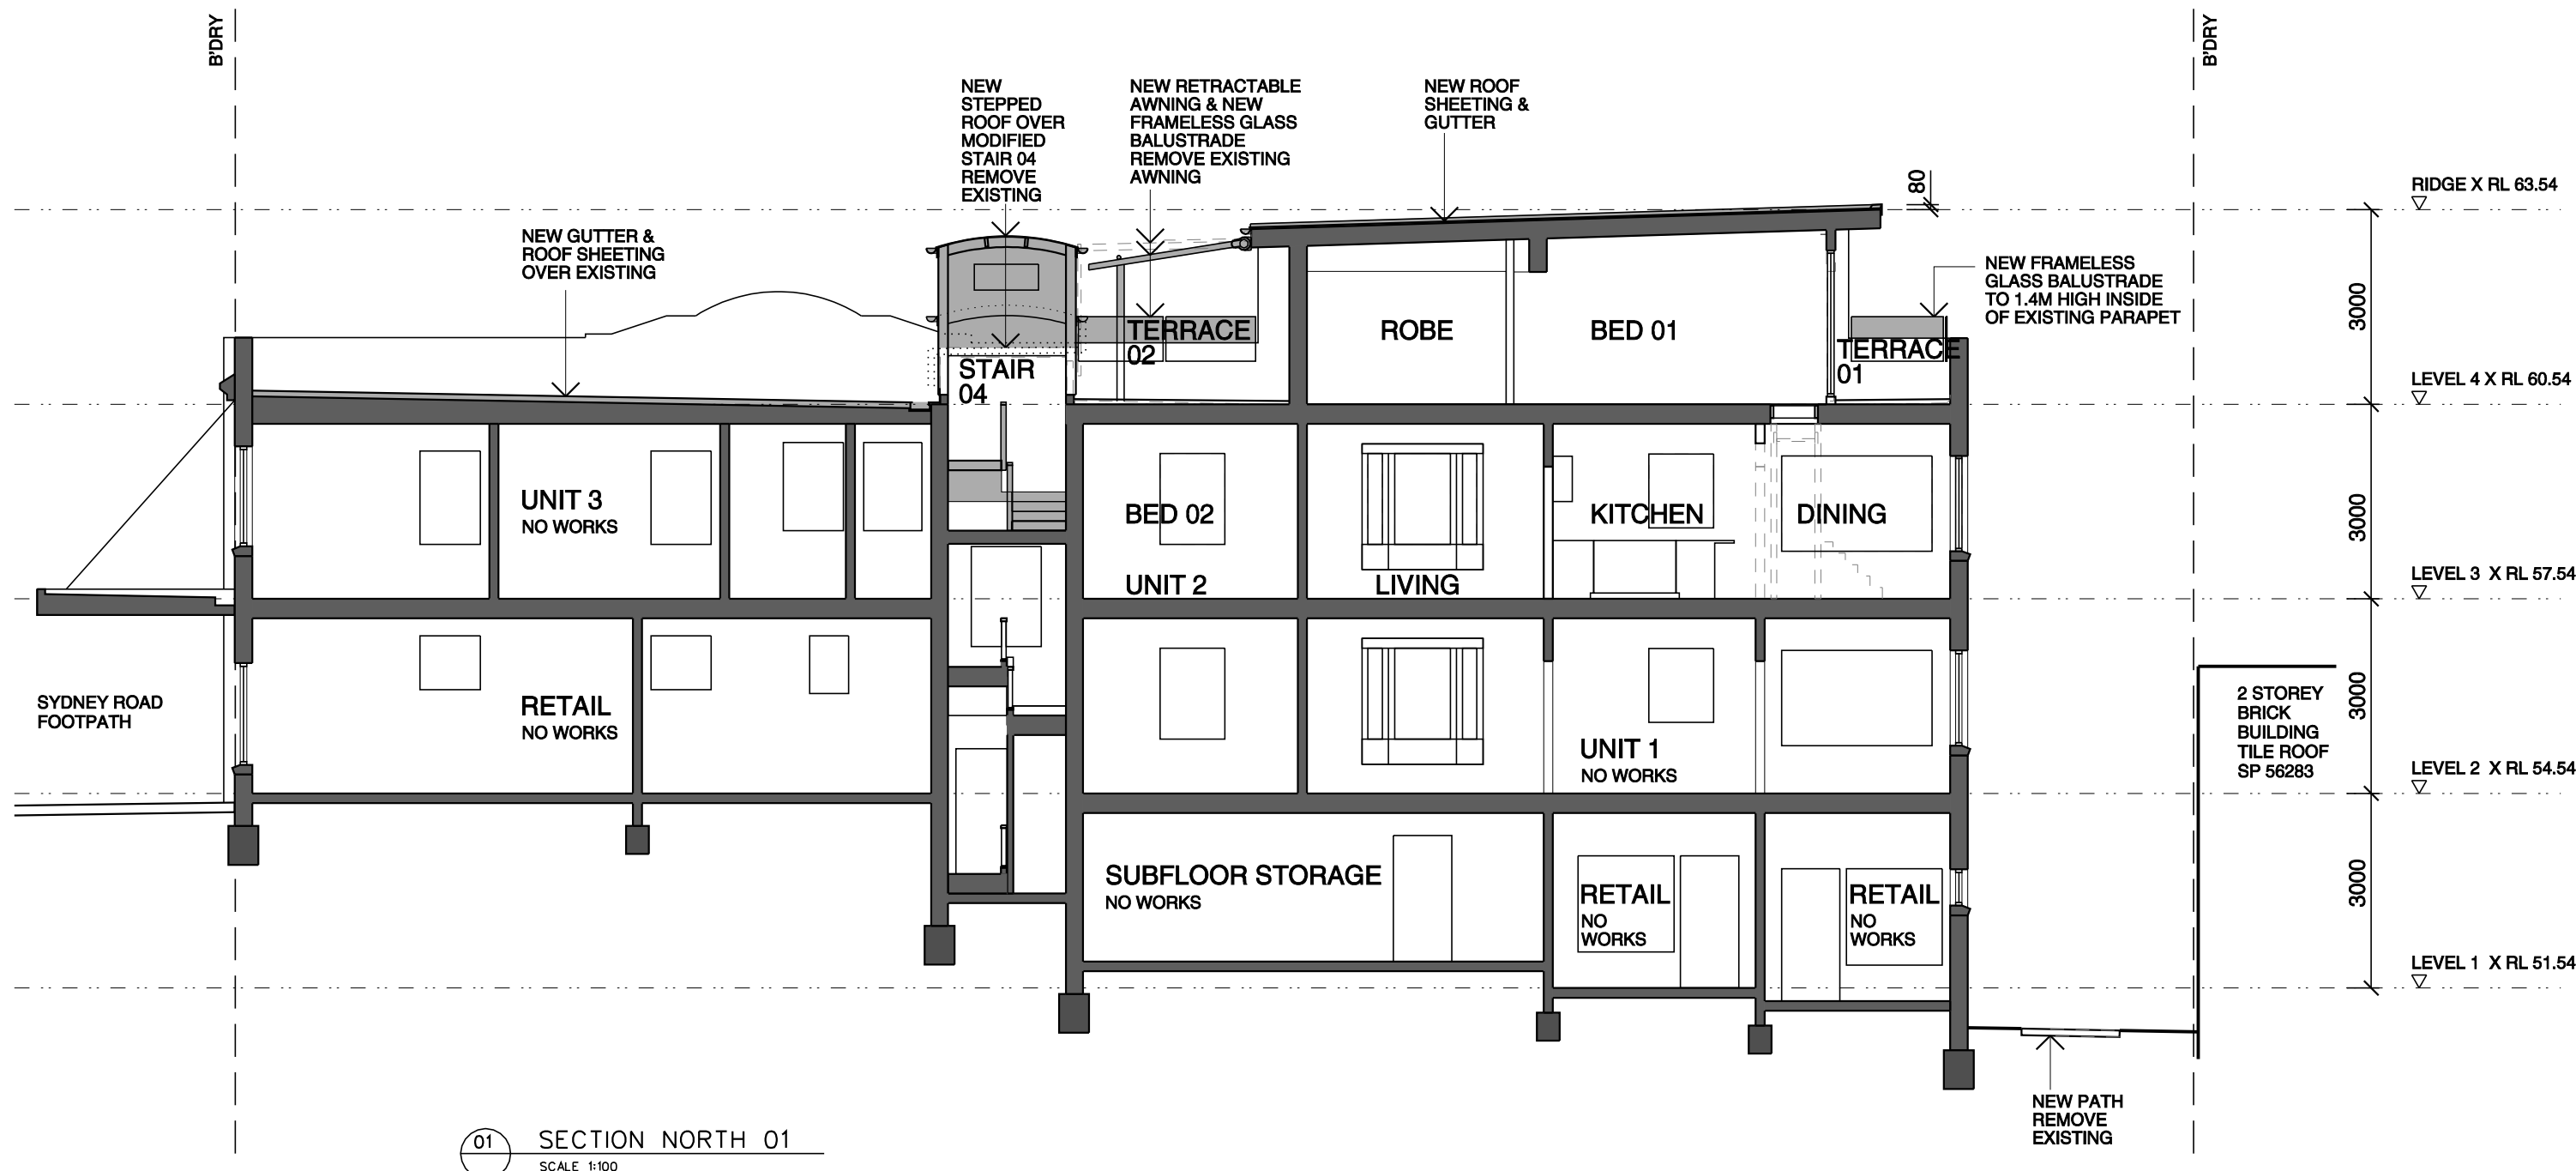 B'DRY
B'DRY
NEW
STEPPED
ROOF OVER
MODIFIED
STAIR 04
REMOVE
EXISTING
NEW RETRACTABLE
AWNING & NEW
FRAMELESS GLASS
BALUSTRADE
REMOVE EXISTING
AWNING
NEW ROOF
SHEETING &
GUTTER
80
RIDGE X RL 63.54
NEW GUTTER &
ROOF SHEETING
OVER EXISTING
NEW FRAMELESS
GLASS BALUSTRADE
TO 1.4M HIGH INSIDE
OF EXISTING PARAPET
3000
TERRACE
02
ROBE
BED 01
TERRACE
01
STAIR
04
LEVEL 4 X RL 60.54
UNIT 3
NO WORKS
BED 02
KITCHEN
DINING
3000
UNIT 2
LIVING
LEVEL 3 X RL 57.54
SYDNEY ROAD
FOOTPATH
RETAIL
NO WORKS
UNIT 1
NO WORKS
3000
2 STOREY
BRICK
BUILDING
TILE ROOF
SP 56283
LEVEL 2 X RL 54.54
SUBFLOOR STORAGE
NO WORKS
RETAIL
NO
WORKS
RETAIL
NO
WORKS
3000
LEVEL 1 X RL 51.54
NEW PATH
REMOVE
EXISTING
01
SECTION NORTH 01
SCALE 1:100